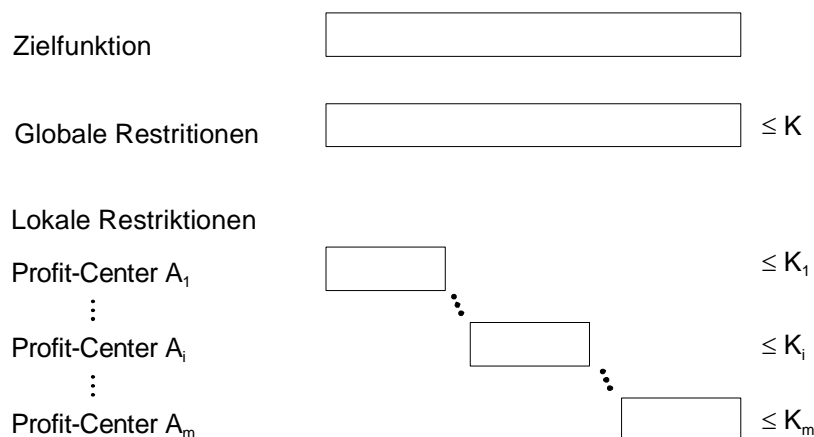 Zielfunktion
Globale Restritionen ≤ K
Lokale Restriktionen
Profit-Center A₁ ≤ K₁
Profit-Center Aᵢ ≤ Kᵢ
Profit-Center Aₘ ≤ Kₘ